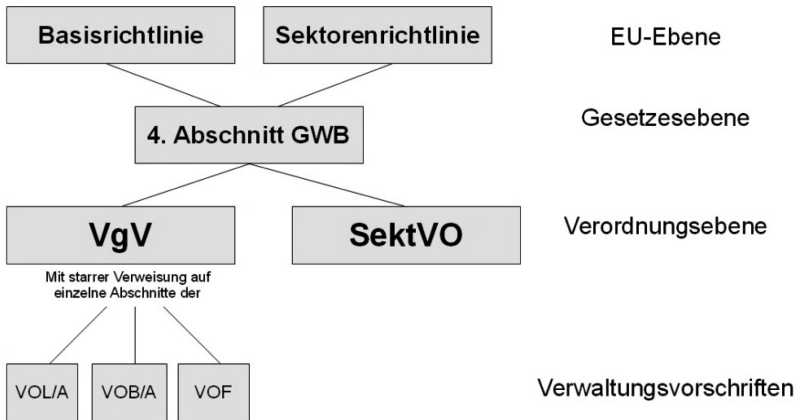 Basisrichtlinie Sektorenrichtlinie EU-Ebene
4. Abschnitt GWB Gesetzesebene
VgV SektVO Verordnungsebene
Mit starrer Verweisung auf
einzelne Abschnitte der
VOL/A VOB/A VOF Verwaltungsvorschriften